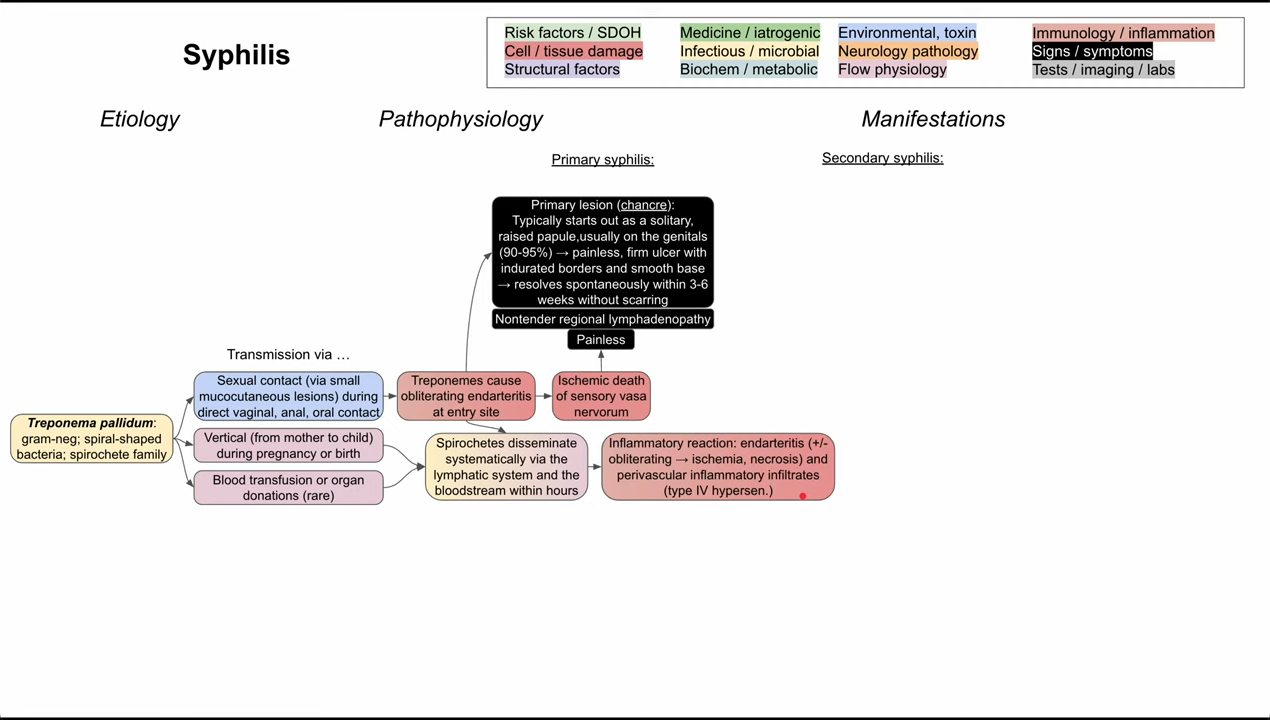 Syphilis
Risk factors / SDOH
Cell / tissue damage
Structural factors
Medicine / iatrogenic
Infectious / microbial
Biochem / metabolic
Environmental, toxin
Neurology pathology
Flow physiology
Immunology / inflammation
Signs / symptoms
Tests / imaging / labs
Etiology
Pathophysiology
Manifestations
Primary syphilis:
Secondary syphilis:
Primary lesion (chancre):
Typically starts out as a solitary,
raised papule,usually on the genitals
(90-95%) → painless, firm ulcer with
indurated borders and smooth base
→ resolves spontaneously within 3-6
weeks without scarring
Nontender regional lymphadenopathy
Painless
Transmission via …
Treponema pallidum:
gram-neg; spiral-shaped
bacteria; spirochete family
Sexual contact (via small
mucocutaneous lesions) during
direct vaginal, anal, oral contact
Vertical (from mother to child)
during pregnancy or birth
Blood transfusion or organ
donations (rare)
Treponemes cause
obliterating endarteritis
at entry site
Ischemic death
of sensory vasa
nervorum
Spirochetes disseminate
systematically via the
lymphatic system and the
bloodstream within hours
Inflammatory reaction: endarteritis (+/-
obliterating → ischemia, necrosis) and
perivascular inflammatory infiltrates
(type IV hypersen.)